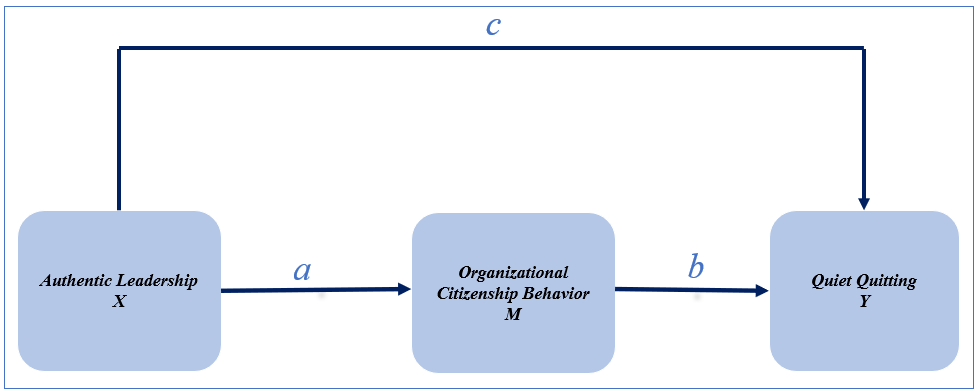 c
Authentic Leadership
X
a
Organizational
Citizenship Behavior
M
b
Quiet Quitting
Y